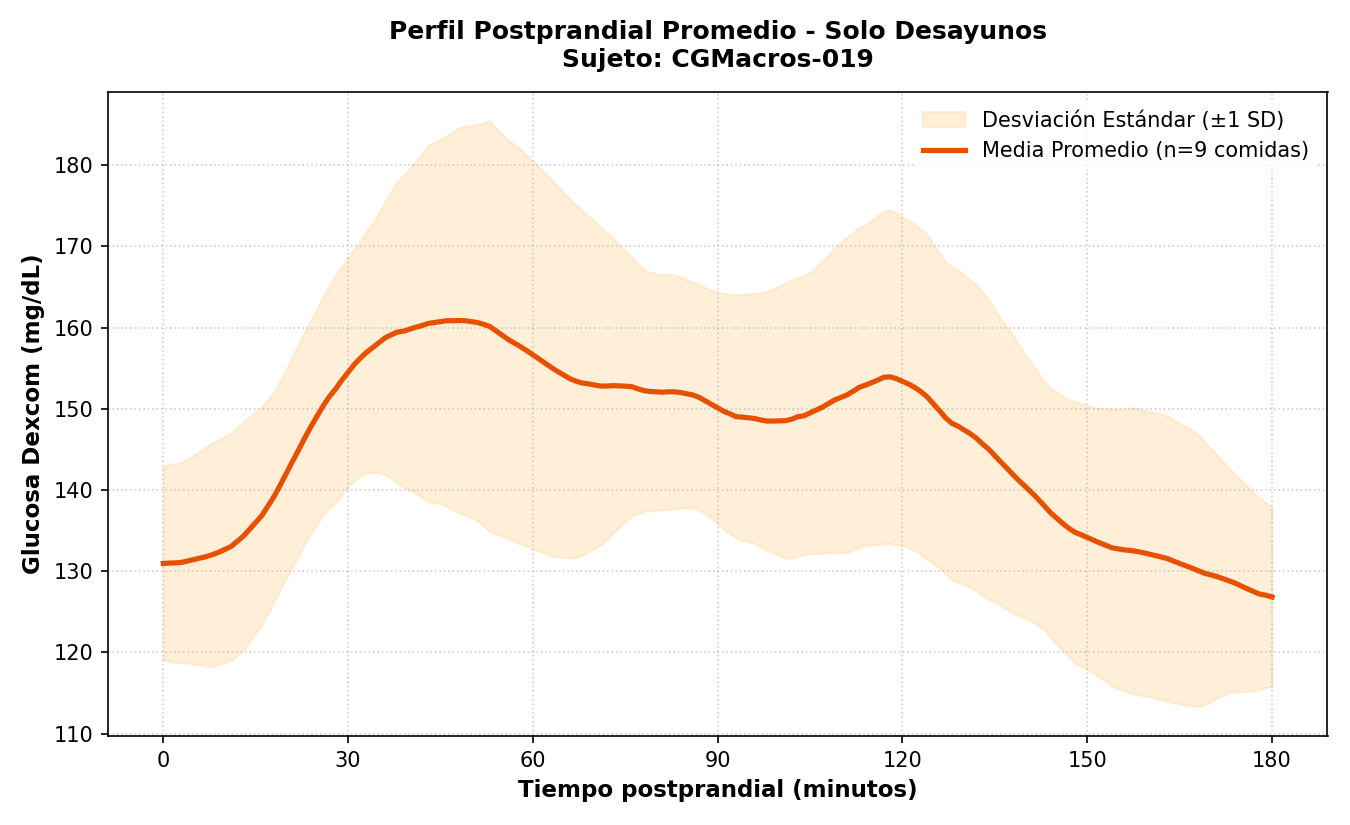 Perfil Postprandial Promedio - Solo Desayunos
Sujeto: CGMacros-019
Desviación Estándar (±1 SD)
Media Promedio (n=9 comidas)
Glucosa Dexcom (mg/dL)
180
170
160
150
140
130
120
110
0 30 60 90 120 150 180
Tiempo postprandial (minutos)